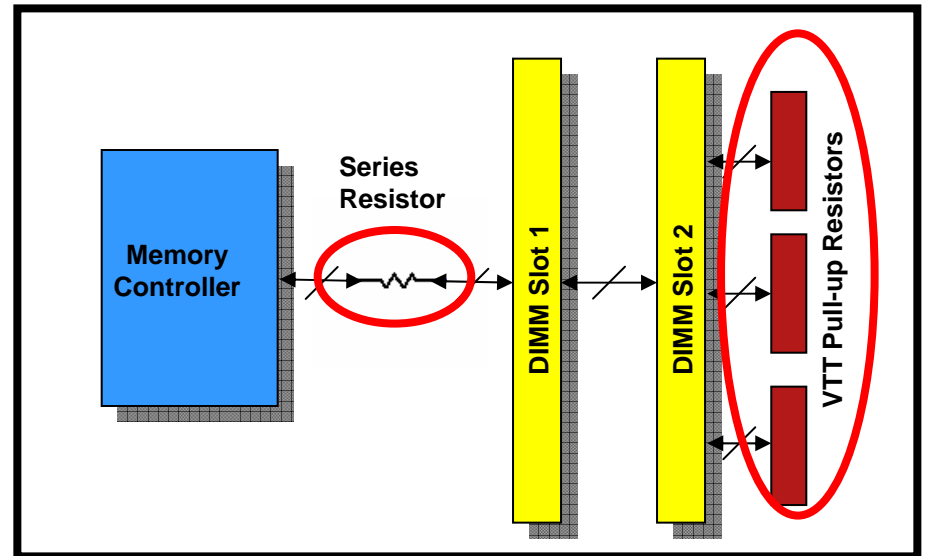 Series
Resistor
Memory
Controller
DIMM Slot 1
DIMM Slot 2
VTT Pull-up Resistors